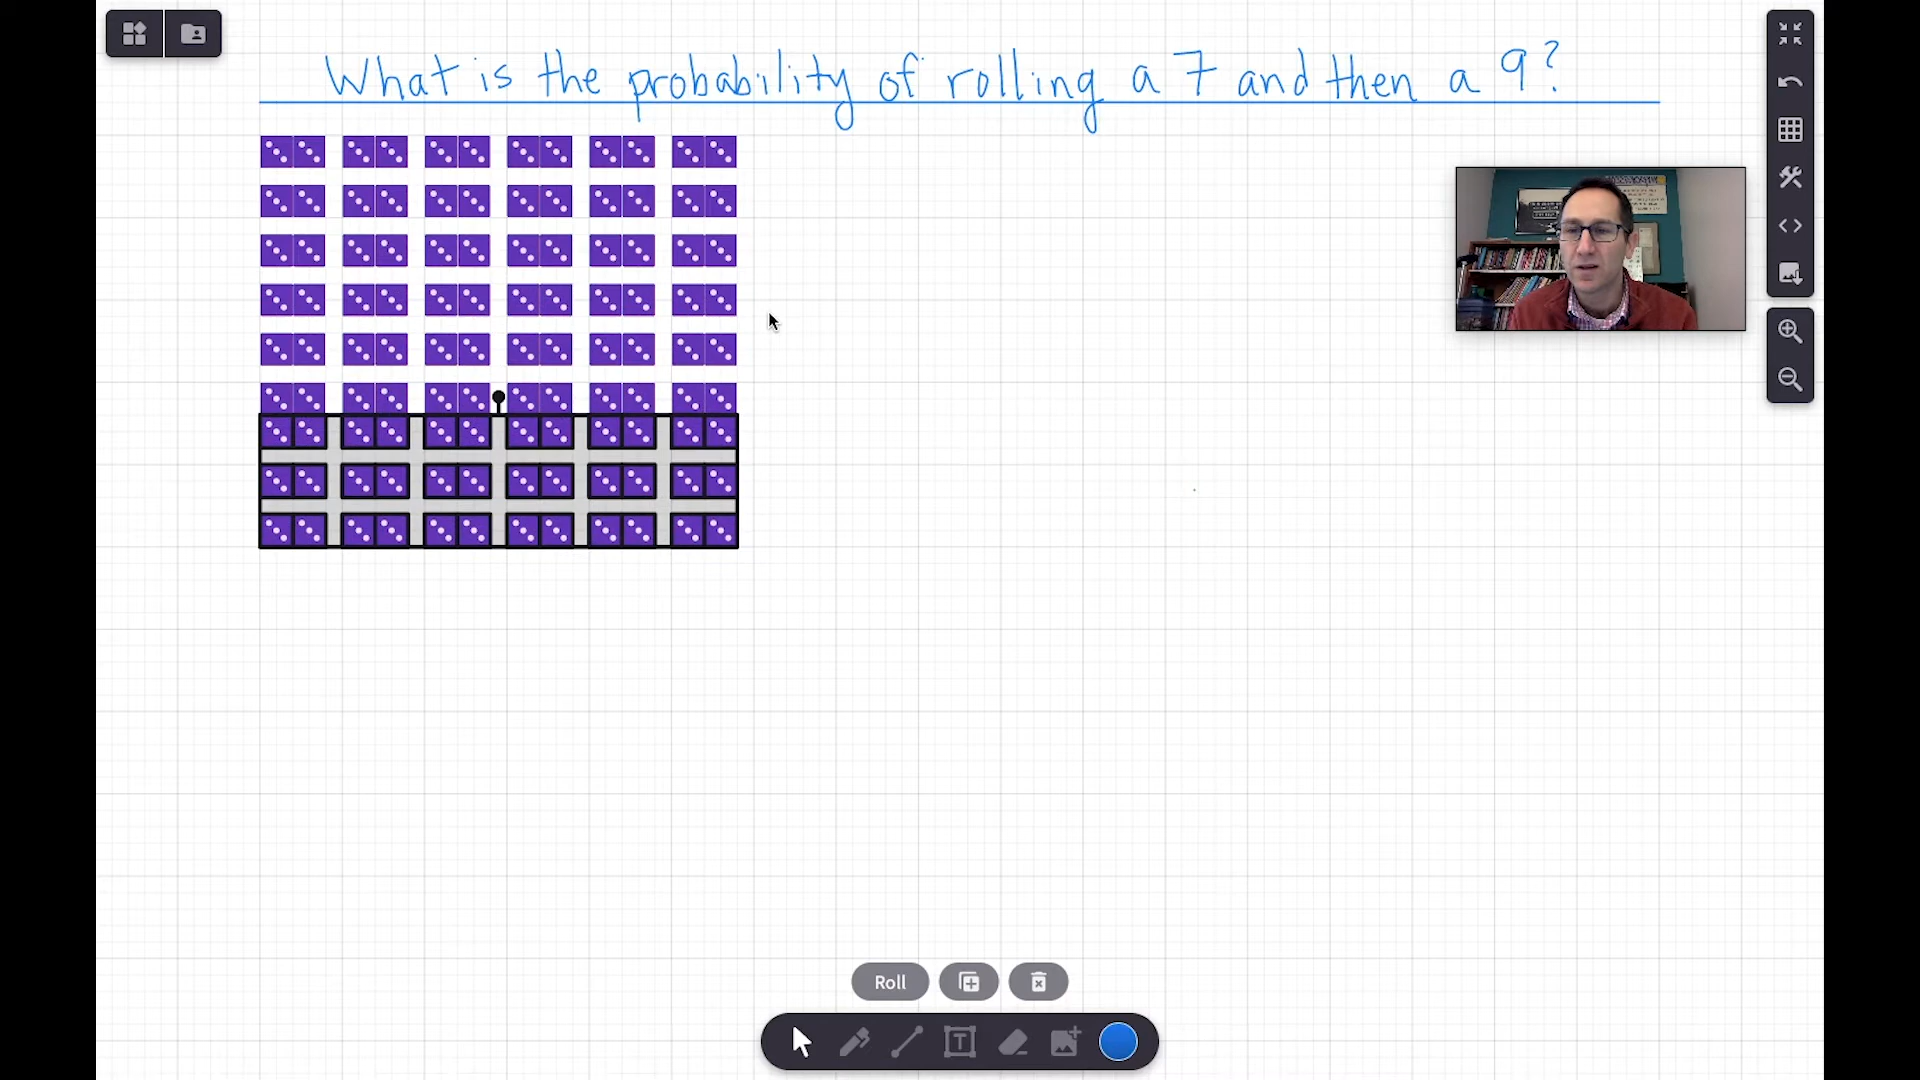 What is the probability of rolling a 7 and then a 9?
Roll
T